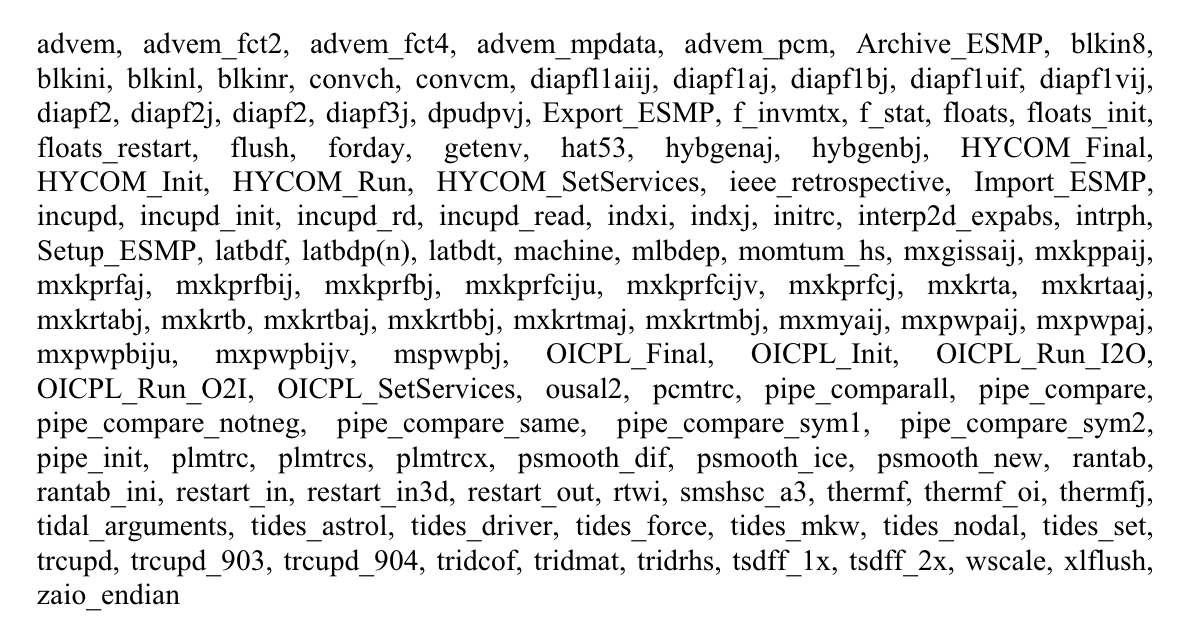 advem, advem_fct2, advem_fct4, advem_mpdata, advem_pcm, Archive_ESMP, blkin8,
blkini, blkinl, blkinr, convch, convcm, diapfl1aiij, diapf1aj, diapf1bj, diapf1uif, diapf1vij,
diapf2, diapf2j, diapf2, diapf3j, dpudpvj, Export_ESMP, f_invmtx, f_stat, floats, floats_init,
floats_restart, flush, forday, getenv, hat53, hybgenaj, hybgenbj, HYCOM_Final,
HYCOM_Init, HYCOM_Run, HYCOM_SetServices, ieee_retrospective, Import_ESMP,
incupd, incupd_init, incupd_rd, incupd_read, indxi, indxj, initrc, interp2d_expabs, intrph,
Setup_ESMP, latbdf, latbdp(n), latbdt, machine, mlbdep, momtum_hs, mxgissaij, mxkppaij,
mxkprfaj, mxkprfbij, mxkprfbj, mxkprfciju, mxkprfcijv, mxkprfcj, mxkrta, mxkrtaaj,
mxkrtabj, mxkrtb, mxkrtbaj, mxkrtbbj, mxkrtmaj, mxkrtmbj, mxmyaij, mxpwpaij, mxpwpaj,
mxpwpbiju, mxpwpbijv, mspwpbj, OICPL_Final, OICPL_Init, OICPL_Run_I2O,
OICPL_Run_O2I, OICPL_SetServices, ousal2, pcmtrc, pipe_comparall, pipe_compare,
pipe_compare_notneg, pipe_compare_same, pipe_compare_sym1, pipe_compare_sym2,
pipe_init, plmtrc, plmtrcs, plmtrcx, psmooth_dif, psmooth_ice, psmooth_new, rantab,
rantab_ini, restart_in, restart_in3d, restart_out, rtwi, smshsc_a3, thermf, thermf_oi, thermfj,
tidal_arguments, tides_astrol, tides_driver, tides_force, tides_mkw, tides_nodal, tides_set,
trcupd, trcupd_903, trcupd_904, tridcof, tridmat, tridrhs, tsdff_1x, tsdff_2x, wscale, xlflush,
zaio_endian